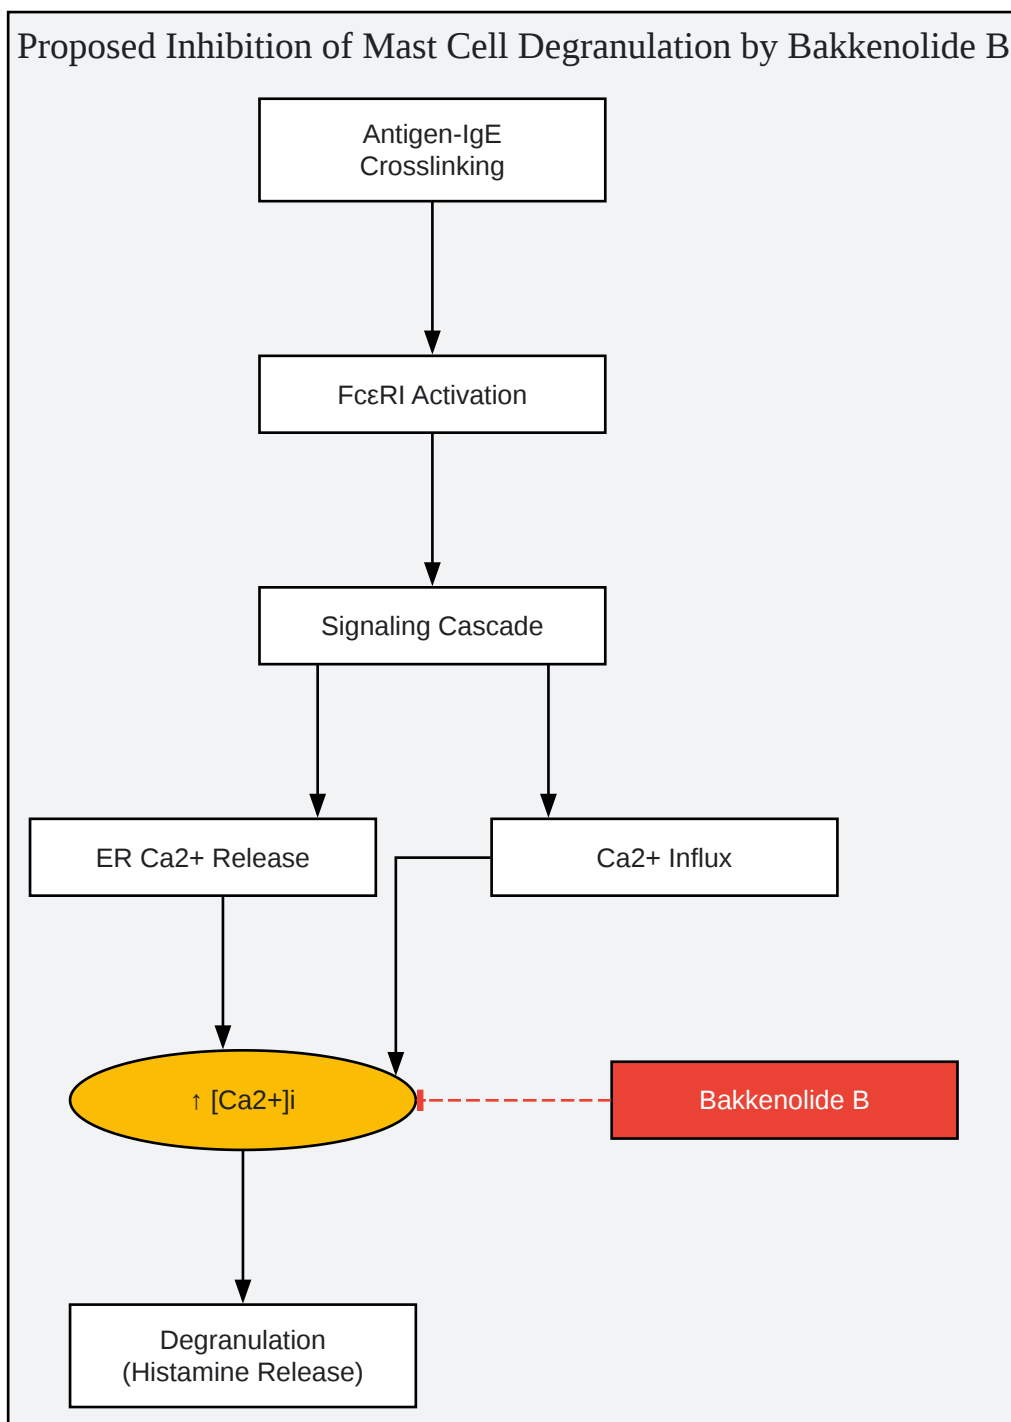 Proposed Inhibition of Mast Cell Degranulation by Bakkenolide B
Antigen-IgE
Crosslinking
FcεRI Activation
Signaling Cascade
ER Ca2+ Release
Ca2+ Influx
↑ [Ca2+]i
Bakkenolide B
Degranulation
(Histamine Release)